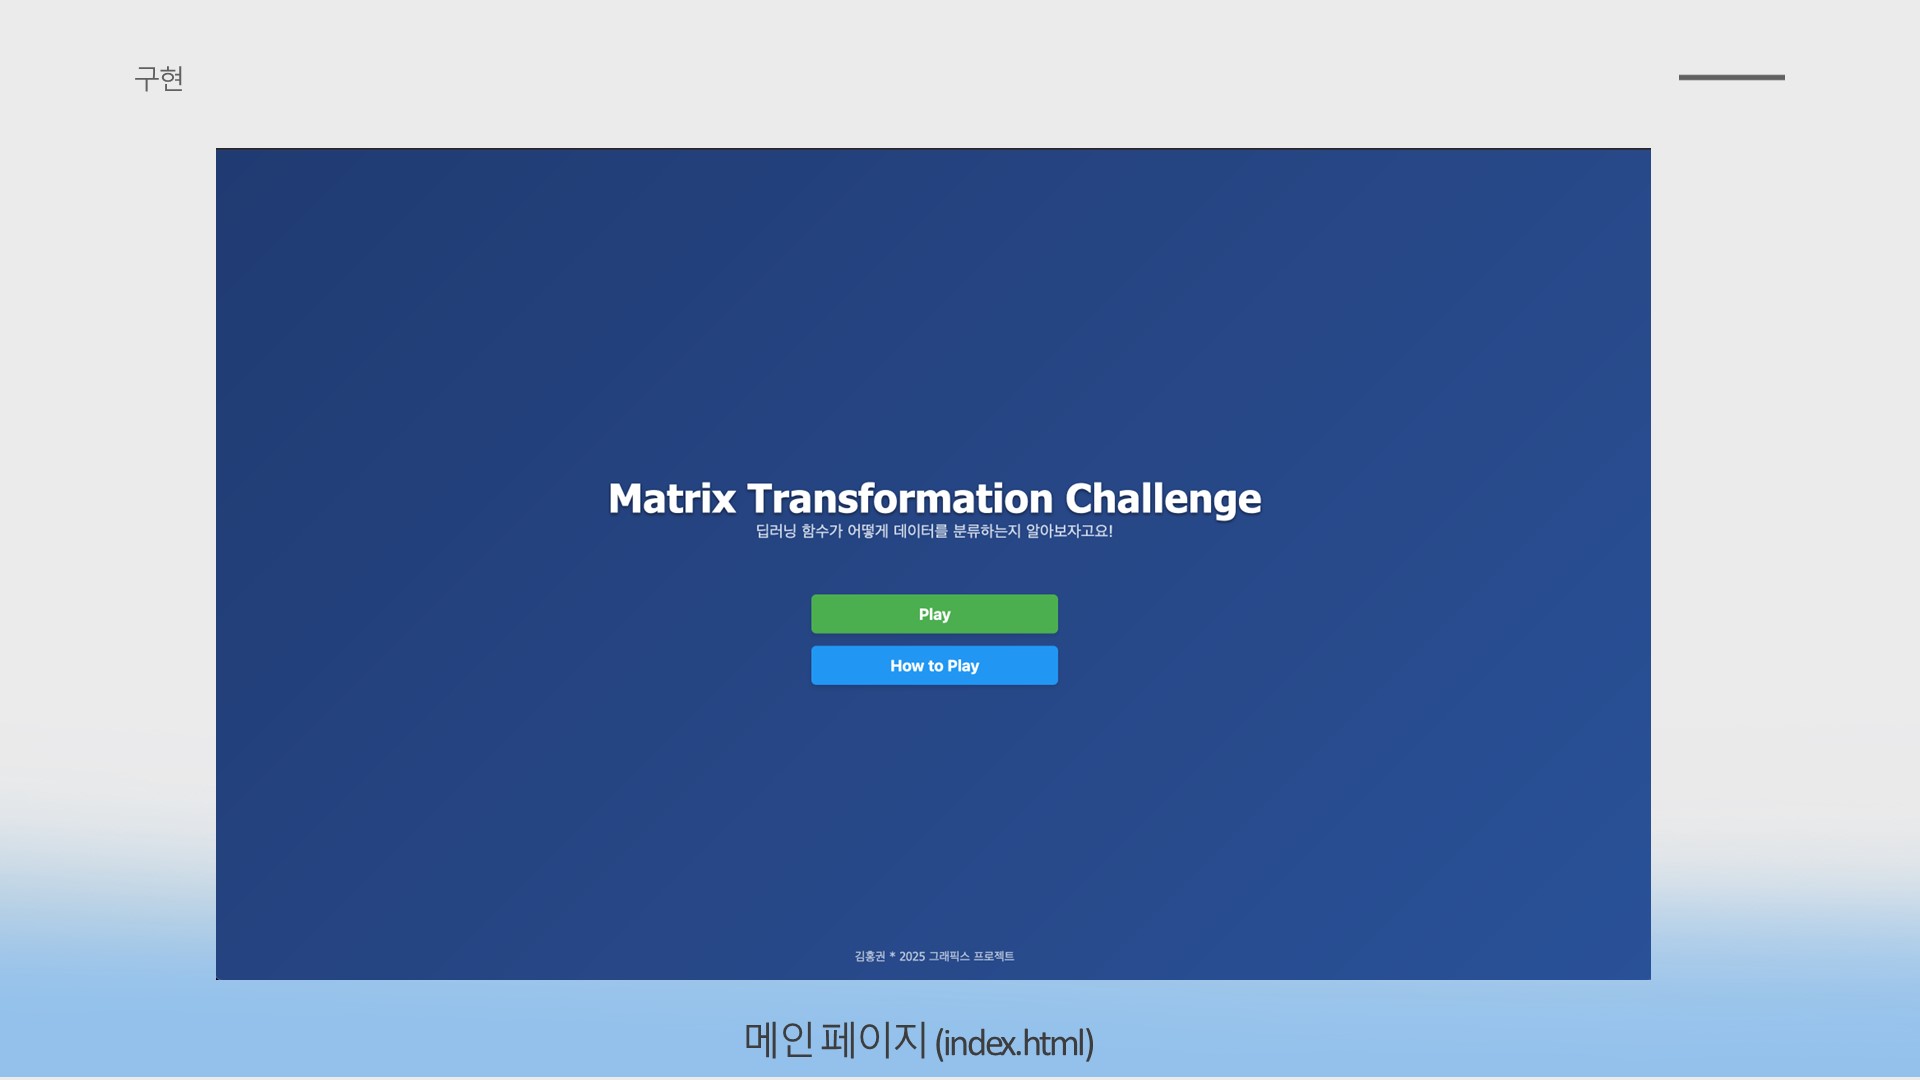 구현
Matrix Transformation Challenge
딥러닝 함수가 어떻게 데이터를 분류하는지 알아보자고요!
Play
How to Play
김홍권 * 2025 그래픽스 프로젝트
메인 페이지 (index.html)